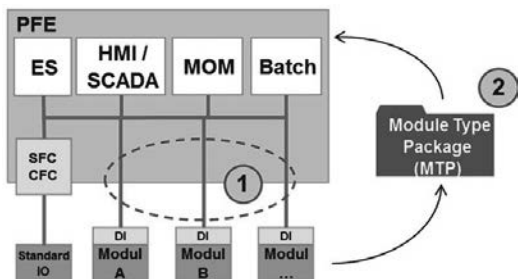 PFE
ES
HMI /
SCADA
MOM
Batch
2
Module Type
Package
(MTP)
SFC
CFC
1
DI
DI
DI
Standard
IO
Modul
A
Modul
B
Modul
...